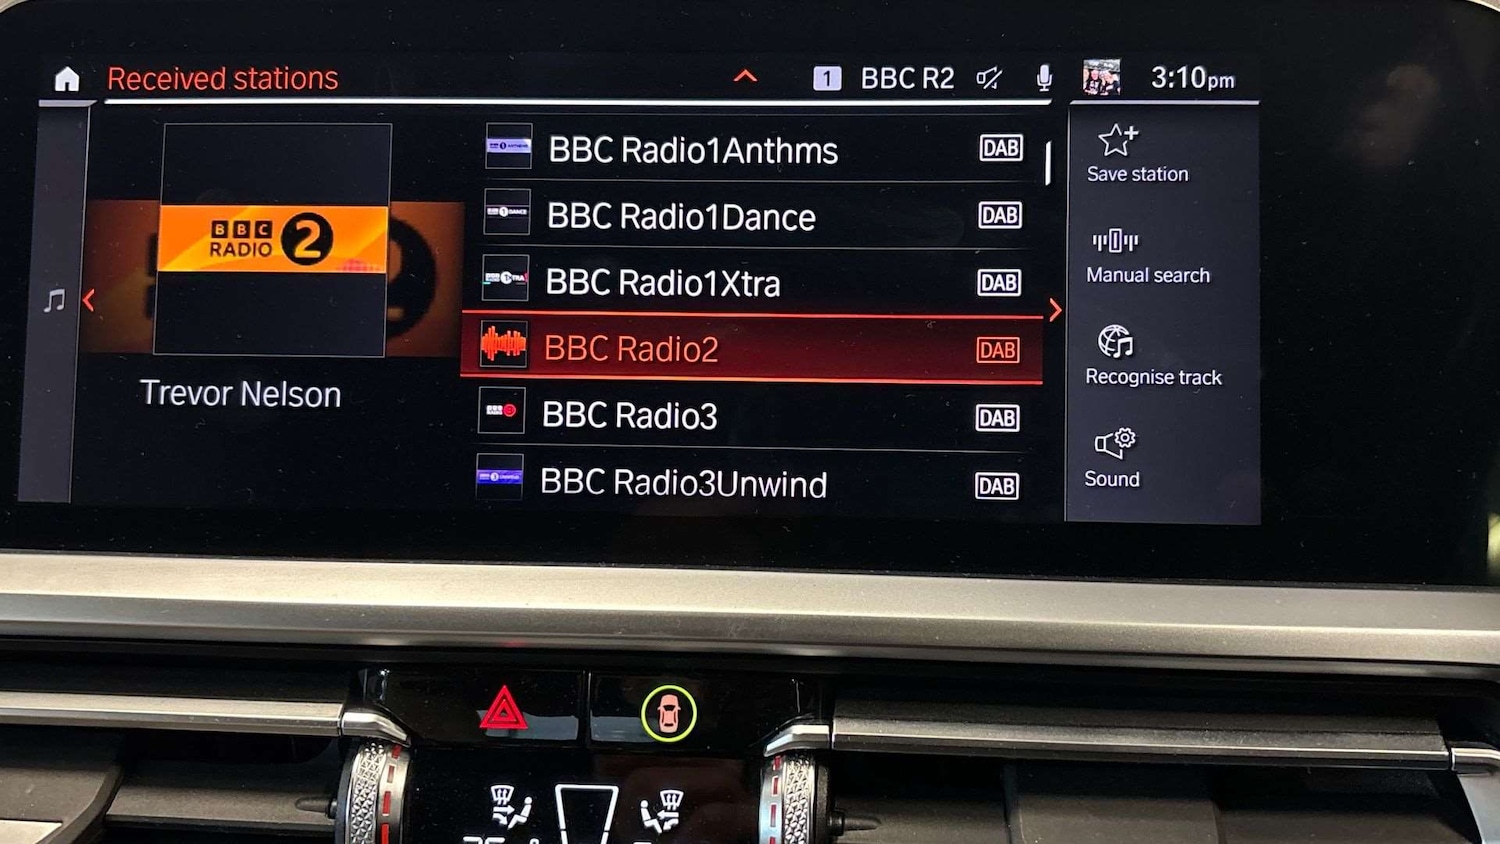 Received stations
1 BBC R2
3:10pm
BBC
RADIO 2
Trevor Nelson
BBC Radio1Anthms DAB
BBC Radio1Dance DAB
BBC Radio1Xtra DAB
BBC Radio2 DAB
BBC Radio3 DAB
BBC Radio3Unwind DAB
Save station
Manual search
Recognise track
Sound